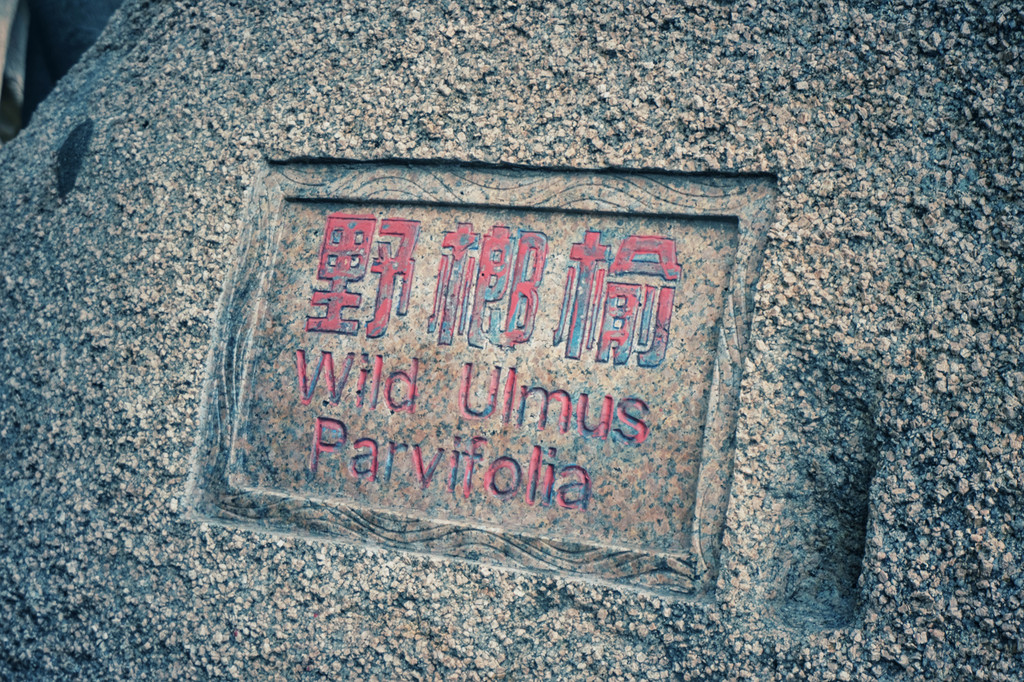 野榔榆
Wild Ulmus
Parvifolia